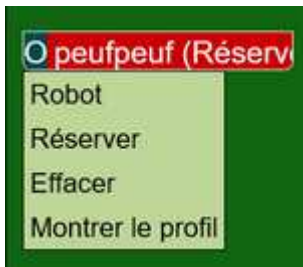 O peufpeuf (Réserv
Robot
Réserver
Effacer
Montrer le profil